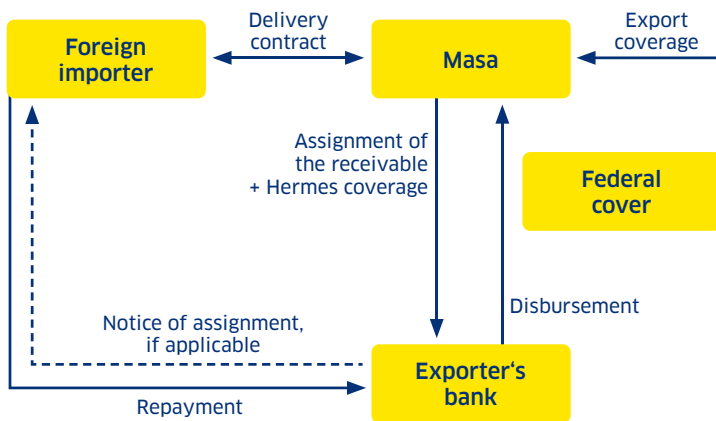 Delivery
contract
Export
coverage
Foreign
importer
Masa
Assignment of
the receivable
+ Hermes coverage
Federal
cover
Disbursement
Notice of assignment,
if applicable
Exporter‘s
bank
Repayment